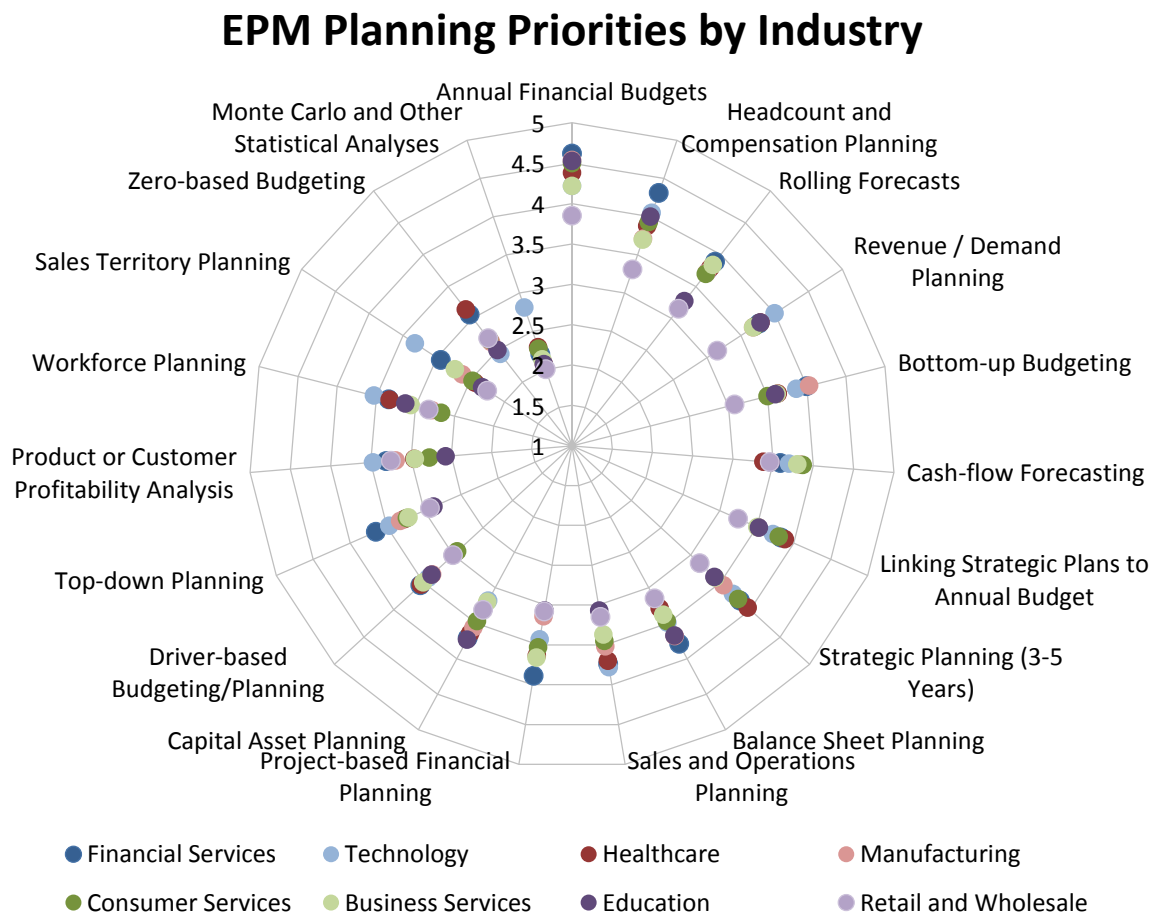 EPM Planning Priorities by Industry
Annual Financial Budgets
Headcount and
Compensation Planning
Rolling Forecasts
Revenue / Demand
Planning
Bottom-up Budgeting
Cash-flow Forecasting
Linking Strategic Plans to
Annual Budget
Strategic Planning (3-5
Years)
Balance Sheet Planning
Sales and Operations
Planning
Project-based Financial
Planning
Capital Asset Planning
Driver-based
Budgeting/Planning
Top-down Planning
Product or Customer
Profitability Analysis
Workforce Planning
Sales Territory Planning
Zero-based Budgeting
Monte Carlo and Other
Statistical Analyses
5
4.5
4
3.5
3
2.5
2
1.5
1
Financial Services
Technology
Healthcare
Manufacturing
Consumer Services
Business Services
Education
Retail and Wholesale